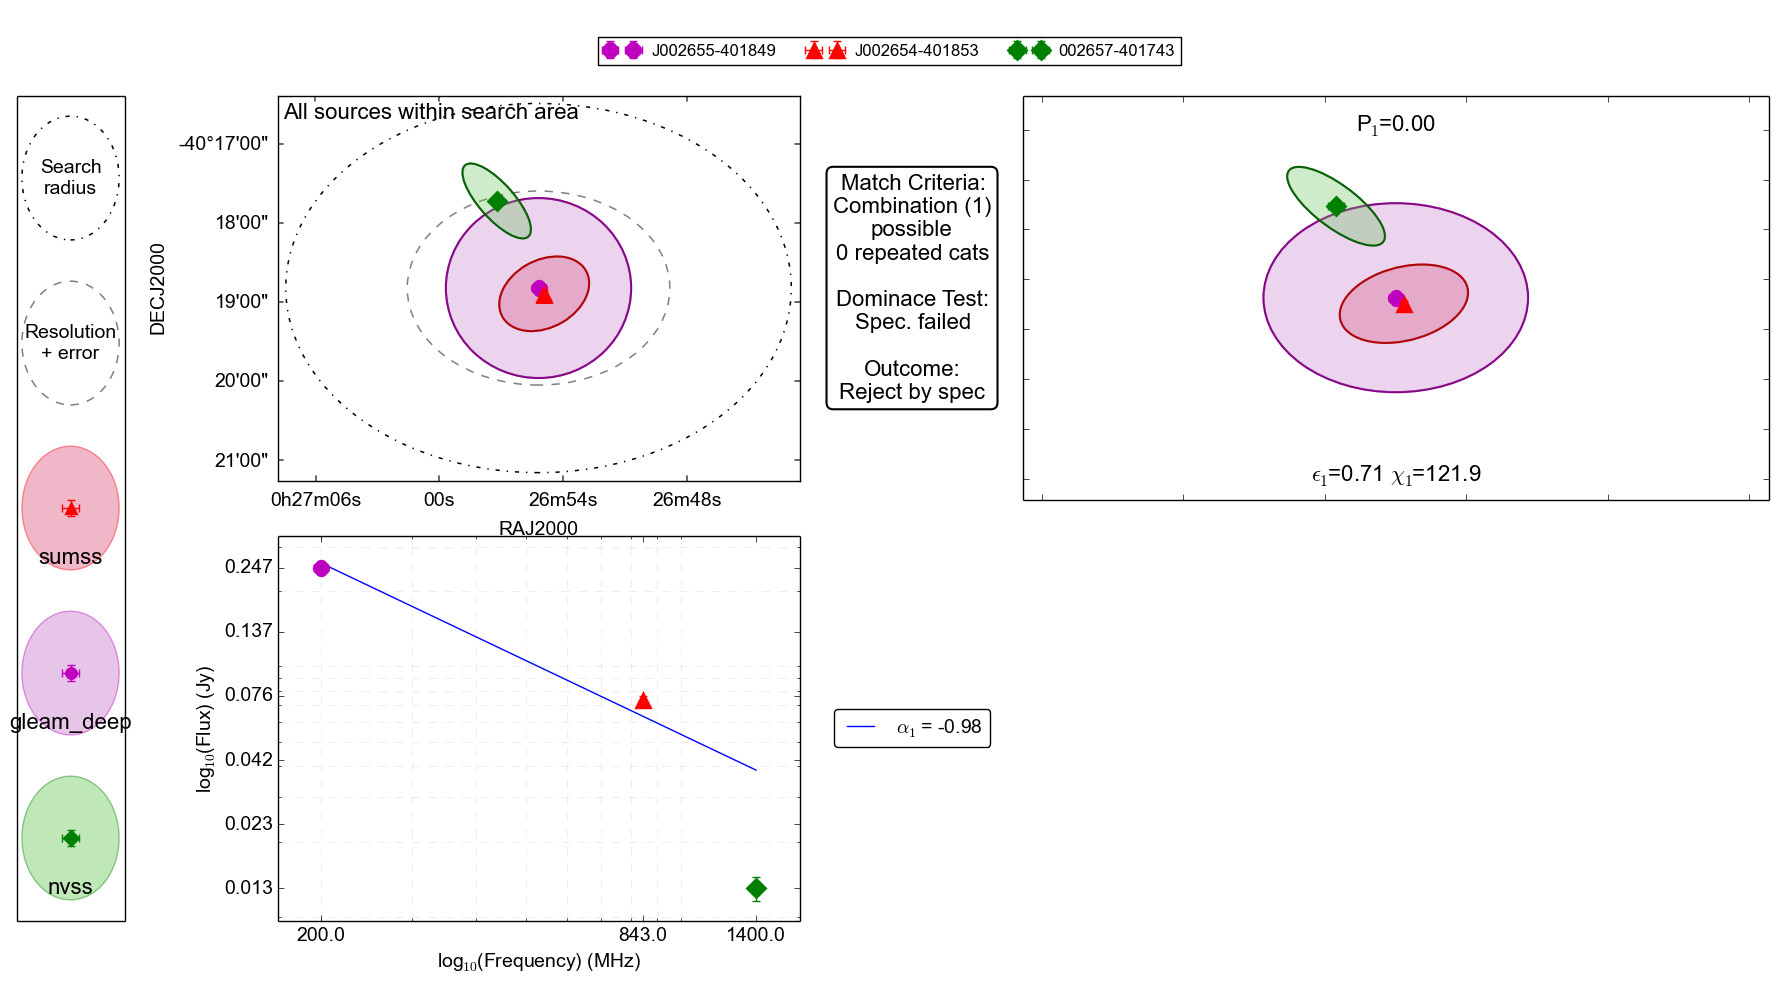 J002655-401849
J002654-401853
002657-401743
Search
radius
Resolution
+ error
sumss
gleam_deep
nvss
All sources within search area
DECJ2000
-40°17'00"
18'00"
19'00"
20'00"
21'00"
0h27m06s
00s
26m54s
26m48s
RAJ2000
Match Criteria:
Combination (1)
possible
0 repeated cats
Dominace Test:
Spec. failed
Outcome:
Reject by spec
P₁=0.00
ϵ₁=0.71 χ₁=121.9
log₁₀(Flux) (Jy)
0.247
0.137
0.076
0.042
0.023
0.013
200.0
843.0
1400.0
log₁₀(Frequency) (MHz)
α₁ = -0.98